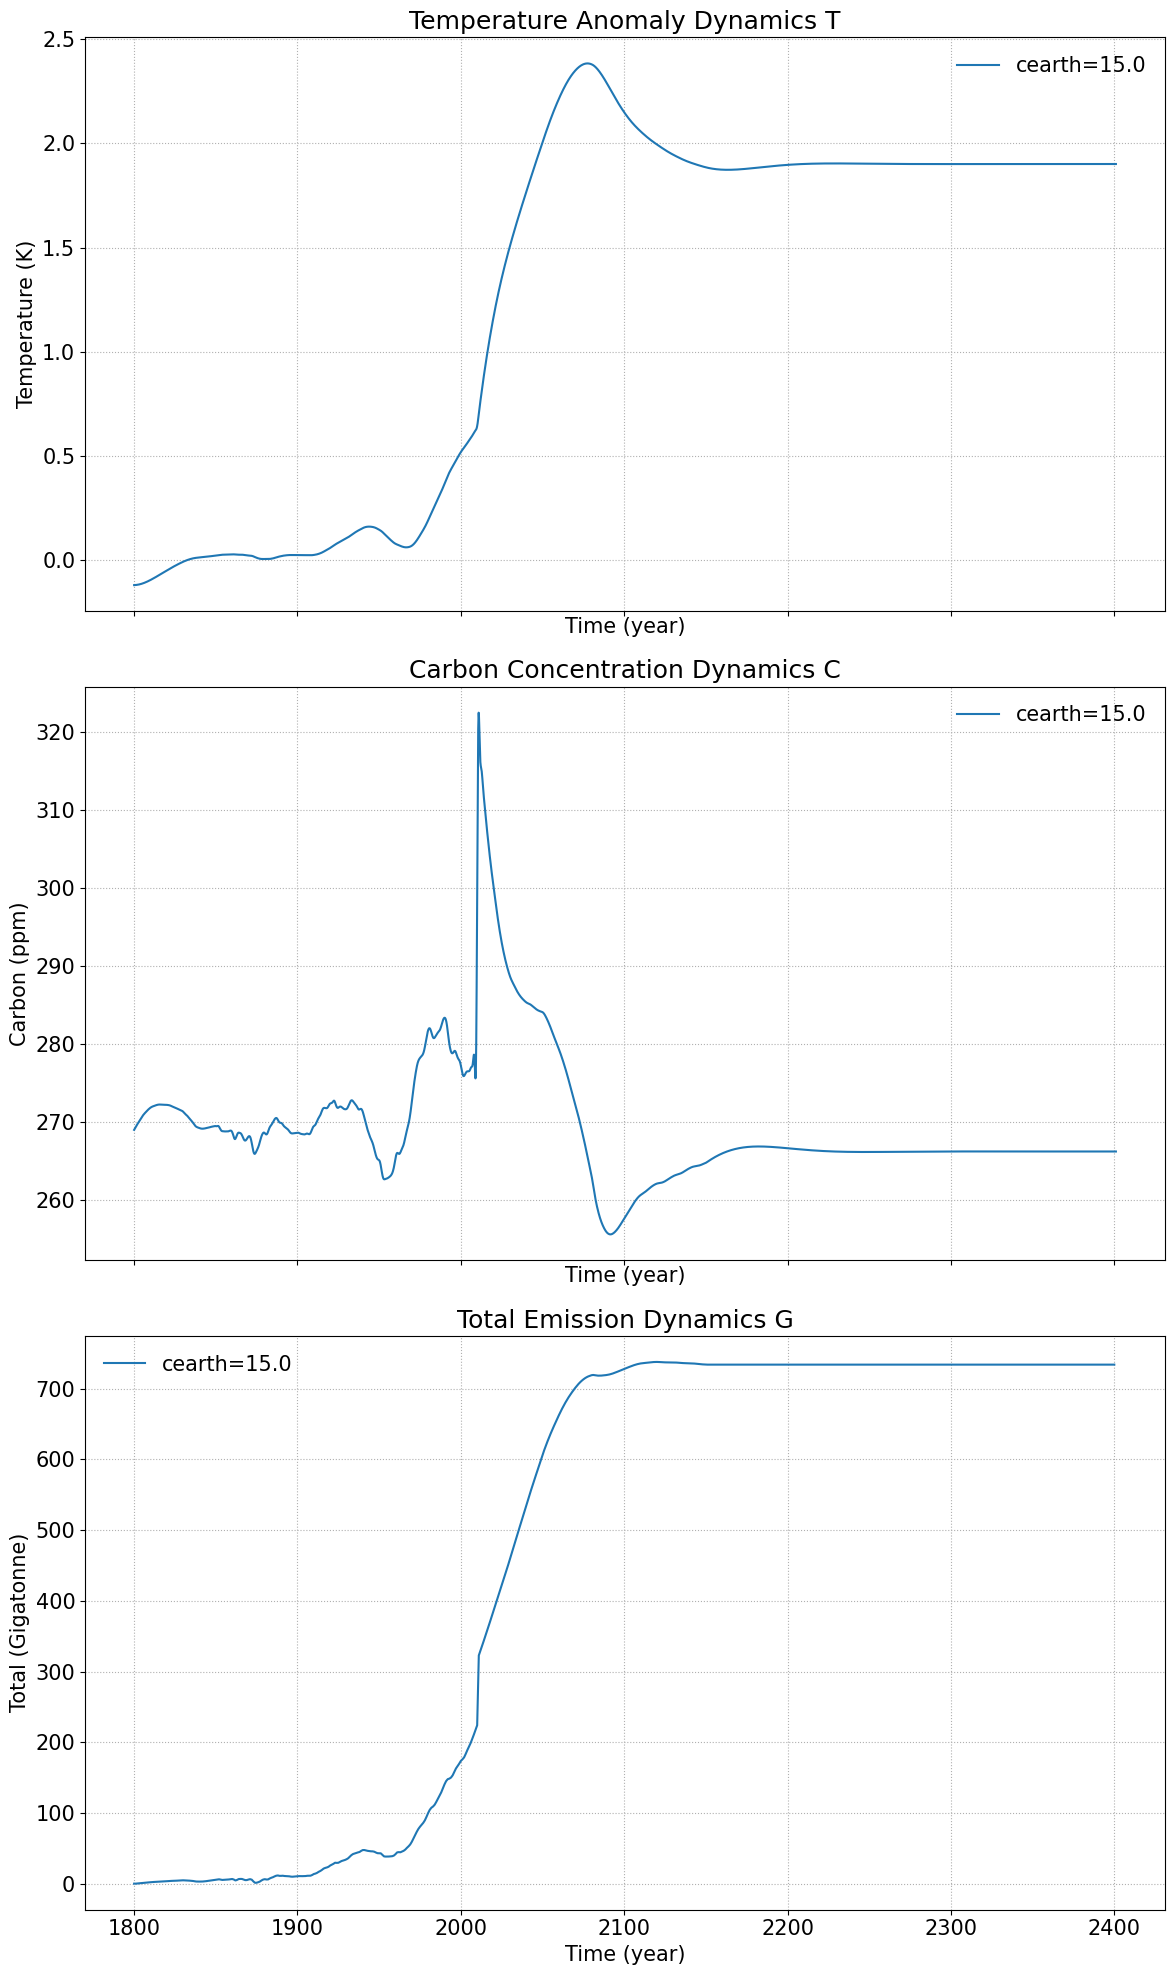 Temperature Anomaly Dynamics T
cearth=15.0
2.5
2.0
1.5
1.0
0.5
0.0
Temperature (K)
Time (year)
Carbon Concentration Dynamics C
cearth=15.0
320
310
300
290
280
270
260
Carbon (ppm)
Time (year)
Total Emission Dynamics G
cearth=15.0
700
600
500
400
300
200
100
0
Total (Gigatonne)
1800 1900 2000 2100 2200 2300 2400
Time (year)